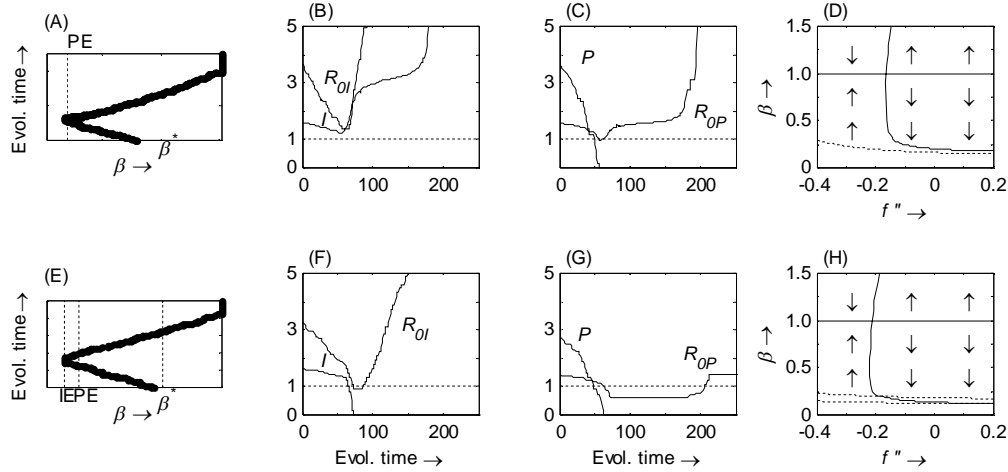 (A) (B) (C) (D)
PE
Evol. time →
β → β*
5
3
1
0
R0I
I
0 100 200
5
3
1
0
P
R0P
0 100 200
1.5
1.0
0.5
0
β →
↓ ↑ ↑
↑ ↓ ↓
↑ ↓ ↓
-0.4 -0.2 0 0.2
f " →
(E) (F) (G) (H)
Evol. time →
IE PE
β → β*
5
3
1
0
I
R0I
0 100 200
Evol. time →
5
3
1
0
P
R0P
0 100 200
Evol. time →
1.5
1.0
0.5
0
β →
↓ ↑ ↑
↑ ↓ ↓
↑ ↓ ↓
-0.4 -0.2 0 0.2
f " →